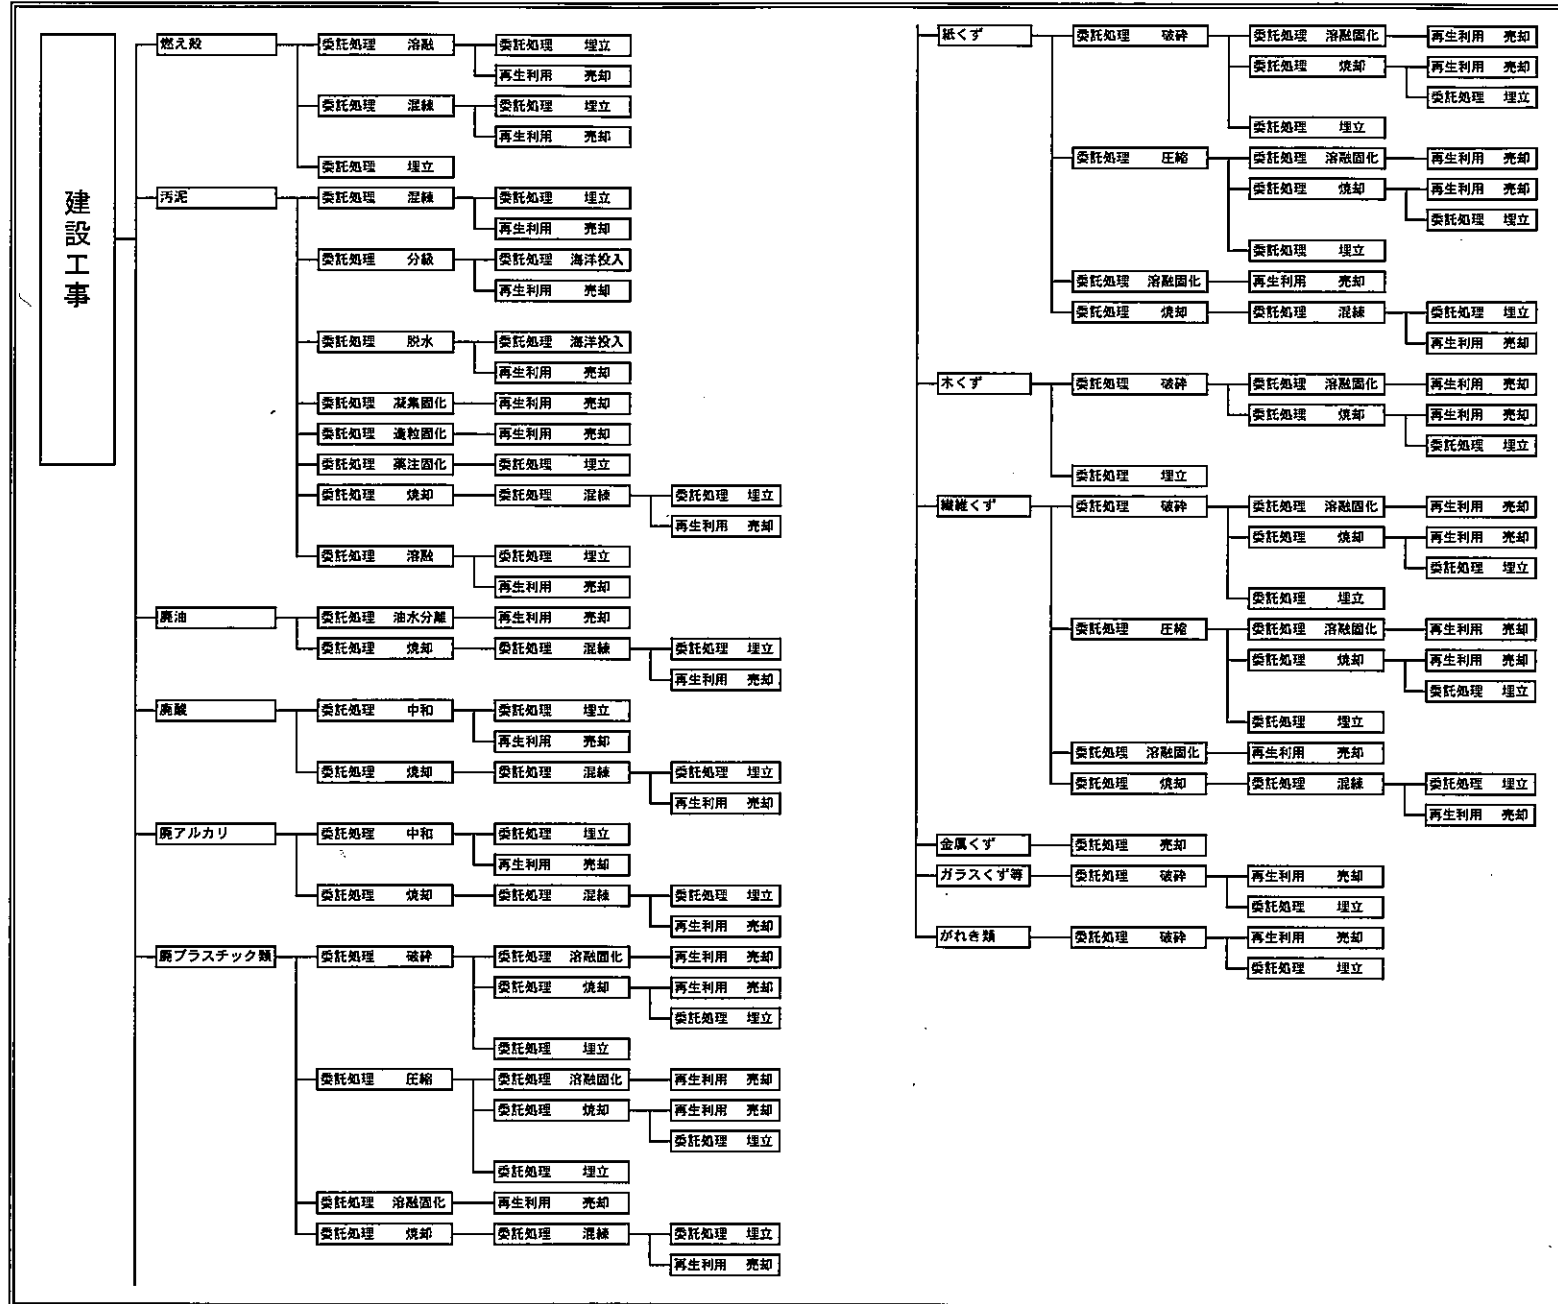 建設工事
燃え殻 委託処理 溶融 委託処理 埋立
再生利用 売却
委託処理 混練 委託処理 埋立
再生利用 売却
委託処理 埋立
汚泥 委託処理 混練 委託処理 埋立
再生利用 売却
委託処理 分級 委託処理 海洋投入
再生利用 売却
委託処理 脱水 委託処理 海洋投入
再生利用 売却
委託処理 凝集固化 再生利用 売却
委託処理 造粒固化 再生利用 売却
委託処理 薬注固化 委託処理 埋立
委託処理 焼却 委託処理 混練 委託処理 埋立
再生利用 売却
委託処理 溶融 委託処理 埋立
再生利用 売却
廃油 委託処理 油水分離 再生利用 売却
委託処理 焼却 委託処理 混練 委託処理 埋立
再生利用 売却
廃酸 委託処理 中和 委託処理 埋立
再生利用 売却
委託処理 焼却 委託処理 混練 委託処理 埋立
再生利用 売却
廃アルカリ 委託処理 中和 委託処理 埋立
再生利用 売却
委託処理 焼却 委託処理 混練 委託処理 埋立
再生利用 売却
廃プラスチック類 委託処理 破砕 委託処理 溶融固化 再生利用 売却
委託処理 焼却 再生利用 売却
委託処理 埋立
委託処理 埋立
委託処理 圧縮 委託処理 溶融固化 再生利用 売却
委託処理 焼却 再生利用 売却
委託処理 埋立
委託処理 埋立
委託処理 溶融固化 再生利用 売却
委託処理 焼却 委託処理 混練 委託処理 埋立
再生利用 売却
紙くず 委託処理 破砕 委託処理 溶融固化 再生利用 売却
委託処理 焼却 再生利用 売却
委託処理 埋立
委託処理 埋立
委託処理 圧縮 委託処理 溶融固化 再生利用 売却
委託処理 焼却 再生利用 売却
委託処理 埋立
委託処理 埋立
委託処理 溶融固化 再生利用 売却
委託処理 焼却 委託処理 混練 委託処理 埋立
再生利用 売却
木くず 委託処理 破砕 委託処理 溶融固化 再生利用 売却
委託処理 焼却 再生利用 売却
委託処理 埋立
委託処理 埋立
繊維くず 委託処理 破砕 委託処理 溶融固化 再生利用 売却
委託処理 焼却 再生利用 売却
委託処理 埋立
委託処理 埋立
委託処理 圧縮 委託処理 溶融固化 再生利用 売却
委託処理 焼却 再生利用 売却
委託処理 埋立
委託処理 埋立
委託処理 溶融固化 再生利用 売却
委託処理 焼却 委託処理 混練 委託処理 埋立
再生利用 売却
金属くず 委託処理 売却
ガラスくず等 委託処理 破砕 再生利用 売却
委託処理 埋立
がれき類 委託処理 破砕 再生利用 売却
委託処理 埋立